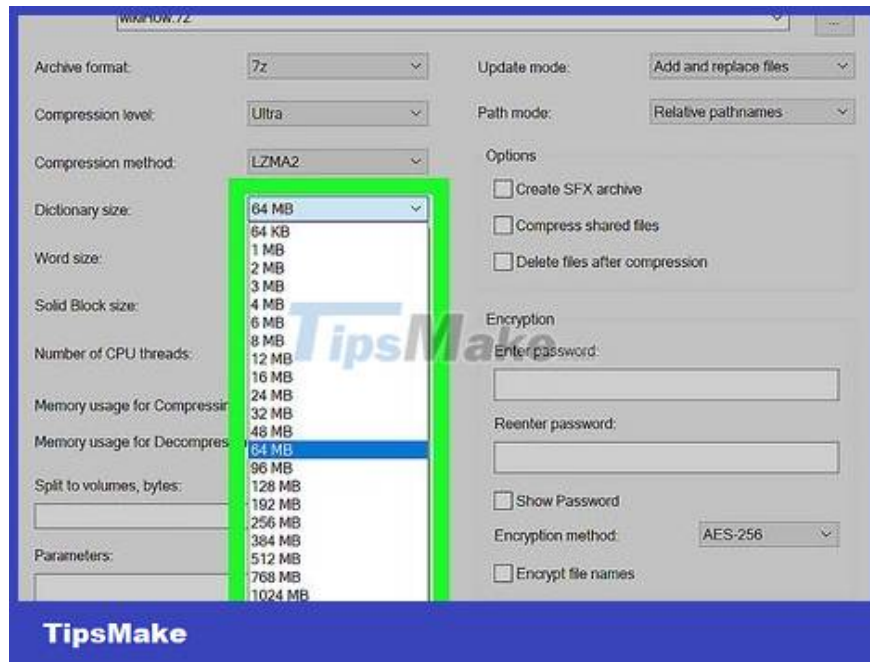 wikiHow.7z
...
Archive format:
7z
Compression level:
Ultra
Compression method:
LZMA2
Dictionary size:
64 MB
64 KB
1 MB
2 MB
3 MB
4 MB
6 MB
8 MB
12 MB
16 MB
24 MB
32 MB
48 MB
64 MB
96 MB
128 MB
192 MB
256 MB
384 MB
512 MB
768 MB
1024 MB
Word size:
Solid Block size:
Number of CPU threads:
Memory usage for Compressin
Memory usage for Decompres
Split to volumes, bytes:
Parameters:
Update mode:
Add and replace files
Path mode:
Relative pathnames
Options
Create SFX archive
Compress shared files
Delete files after compression
Encryption
Enter password:
Reenter password:
Show Password
Encryption method:
AES-256
Encrypt file names
TipsMake
TipsMake